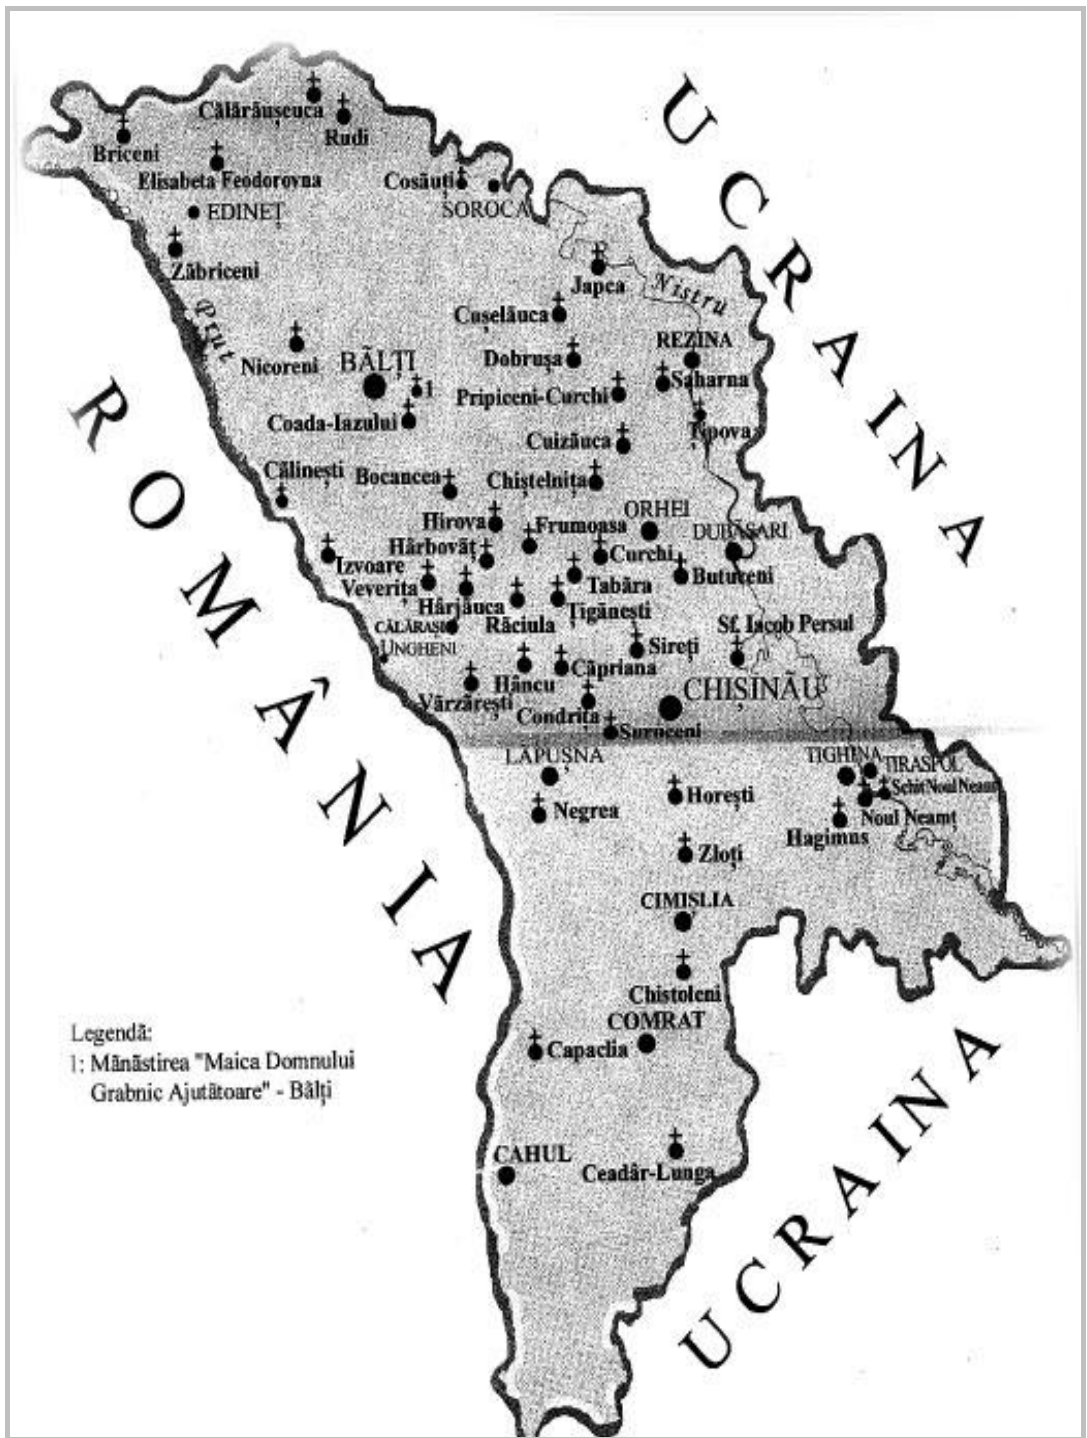 UCRAINA
Călărăușeuca
Rudi
Briceni
Elisabeta Feodorovna
Cosăuți
SOROCA
EDINEȚ
Zăbriceni
Japca
Nistru
Prut
Cușelăuca
REZINA
Nicoreni
BĂLȚI
Dobrușa
Saharna
1
Pripiceni-Curchi
Coada-Iazului
Țipova
Cuizăuca
Călinești
Bocancea
Chiștelnița
ROMÂNIA
ORHEI
Hirova
Frumoasa
DUBĂSARI
Hârbovăț
Curchi
Izvoare
Butuceni
Veverița
Tabăra
Hârjăuca
Țigănești
Răciula
CĂLĂRAȘI
Sf. Iacob Persul
UNGHENI
Sireți
Căpriana
Hâncu
CHIȘINĂU
Vărzărești
Condrița
Suruceni
LĂPUȘNA
TIGHINA
TIRASPOL
Schit Noul Neamț
Horești
Negrea
Noul Neamț
Hagimus
Zloți
CIMIȘLIA
Chistoleni
COMRAT
Capaclia
Legendă:
1: Mănăstirea "Maica Domnului
Grabnic Ajutătoare" - Bălți
CAHUL
Ceadâr-Lunga
UCRAINA